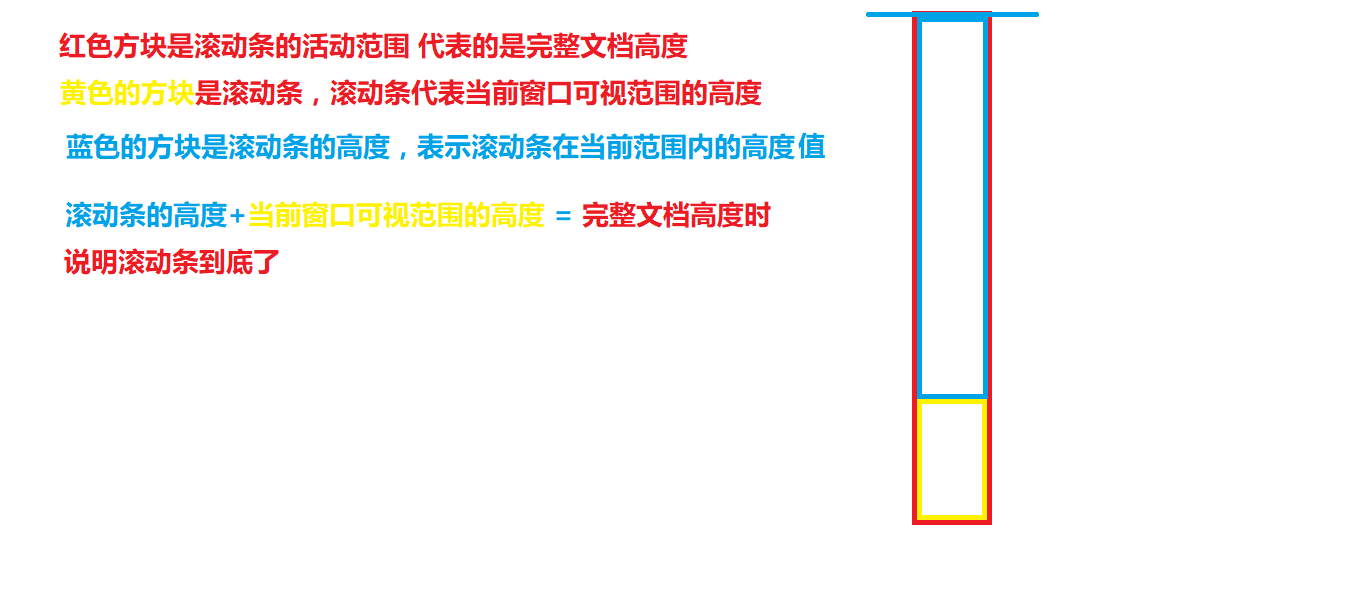 红色方块是滚动条的活动范围 代表的是完整文档高度
黄色的方块是滚动条，滚动条代表当前窗口可视范围的高度
蓝色的方块是滚动条的高度，表示滚动条在当前范围内的高度值
滚动条的高度+当前窗口可视范围的高度 = 完整文档高度时
说明滚动条到底了